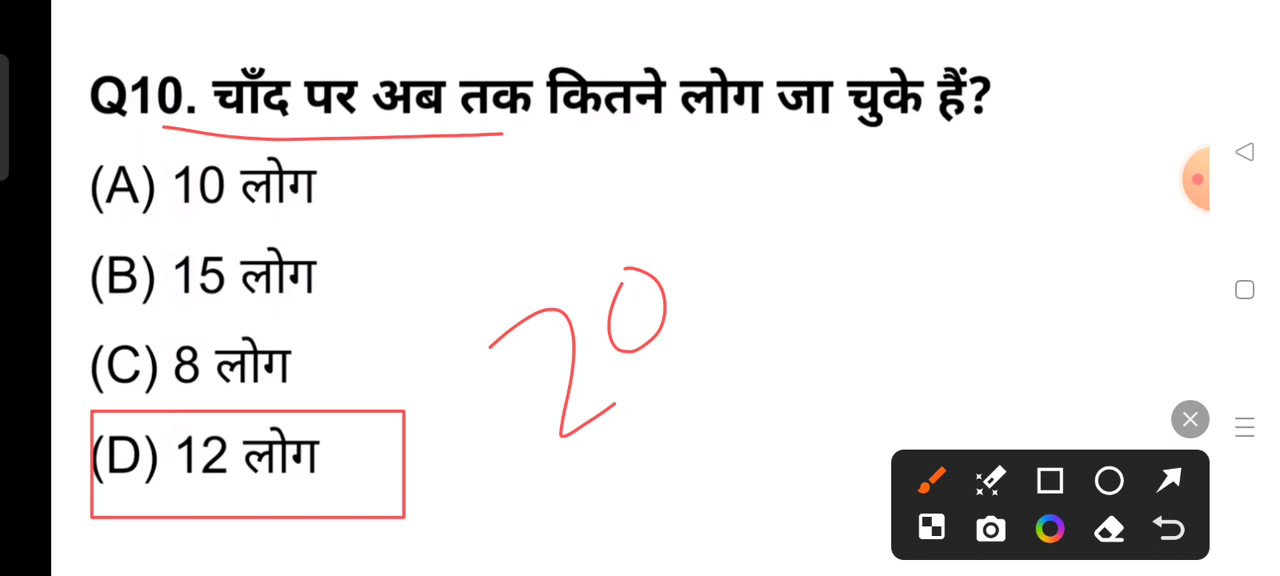 Q10. चाँद पर अब तक कितने लोग जा चुके हैं?
(A) 10 लोग
(B) 15 लोग
(C) 8 लोग
20
(D) 12 लोग